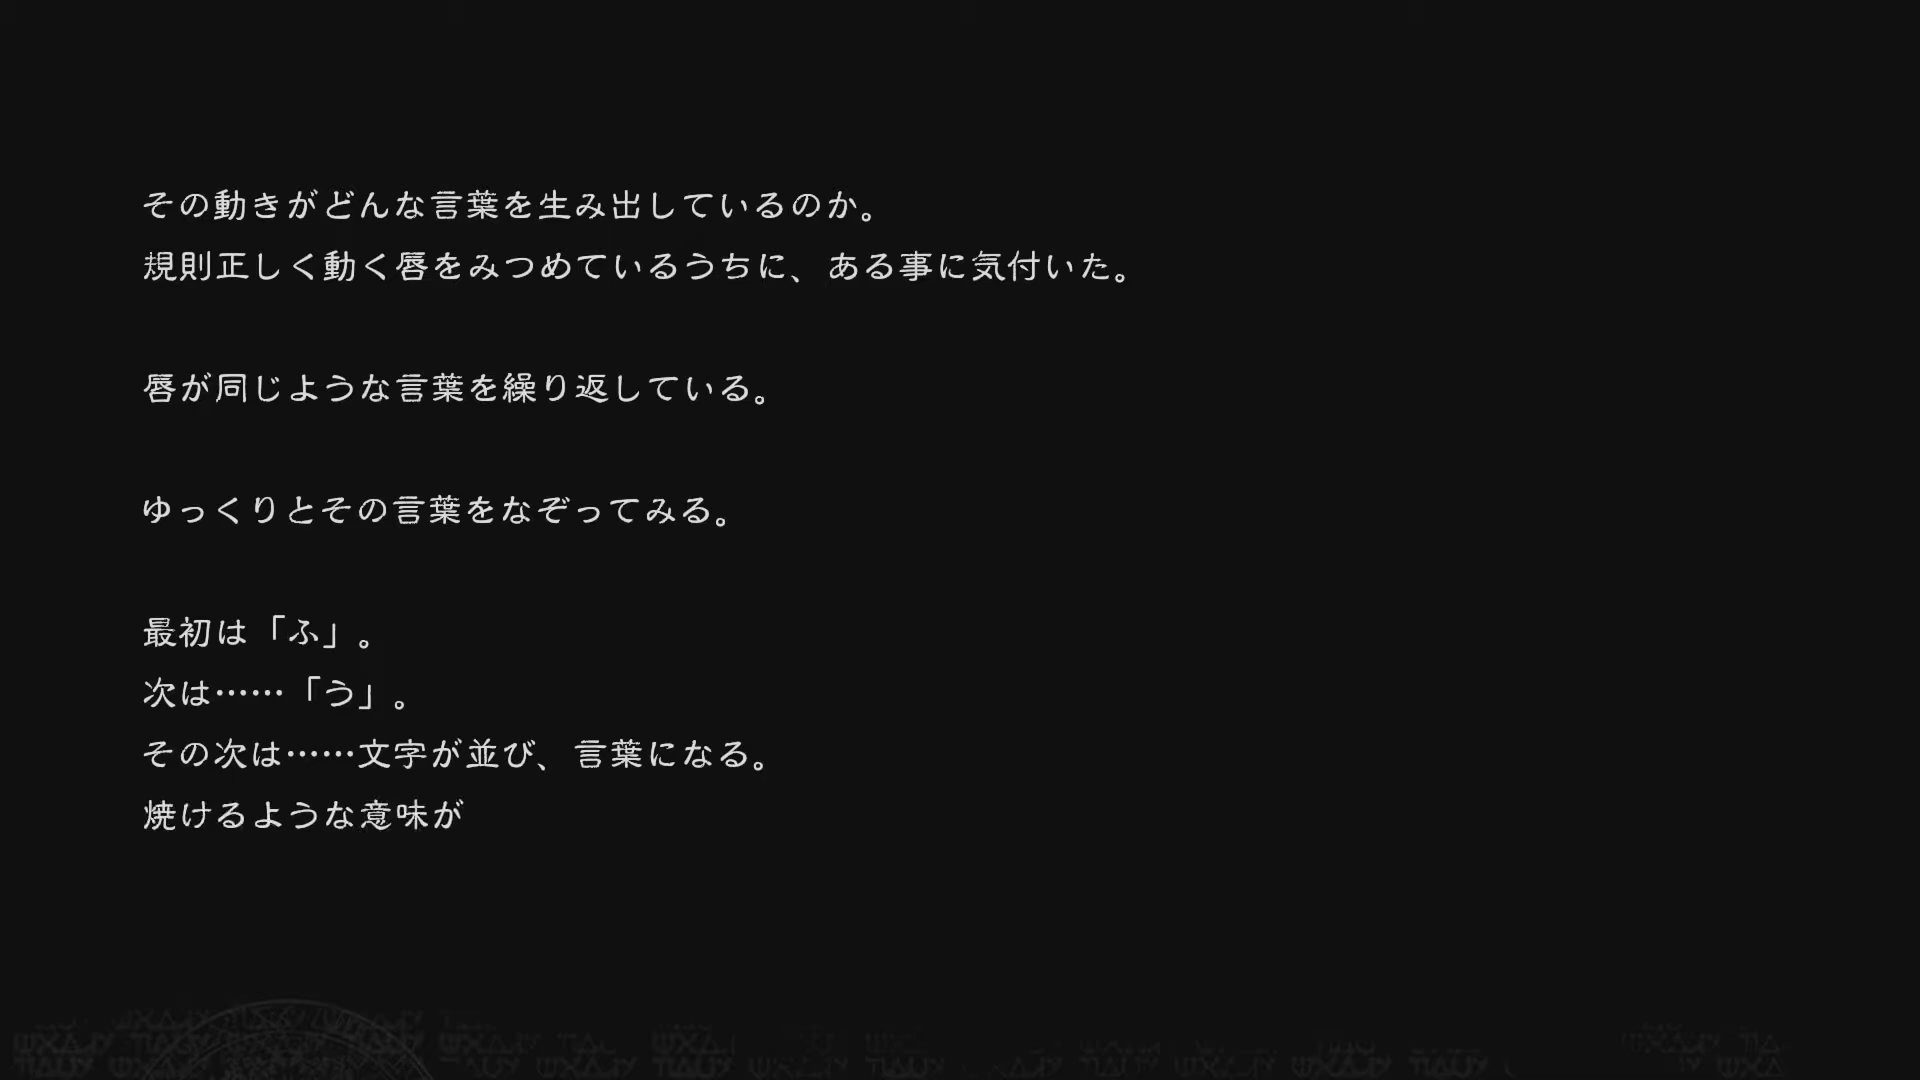 その動きがどんな言葉を生み出しているのか。
規則正しく動く唇をみつめているうちに、ある事に気付いた。
唇が同じような言葉を繰り返している。
ゆっくりとその言葉をなぞってみる。
最初は「ふ」。
次は……「う」。
その次は……文字が並び、言葉になる。
焼けるような意味が